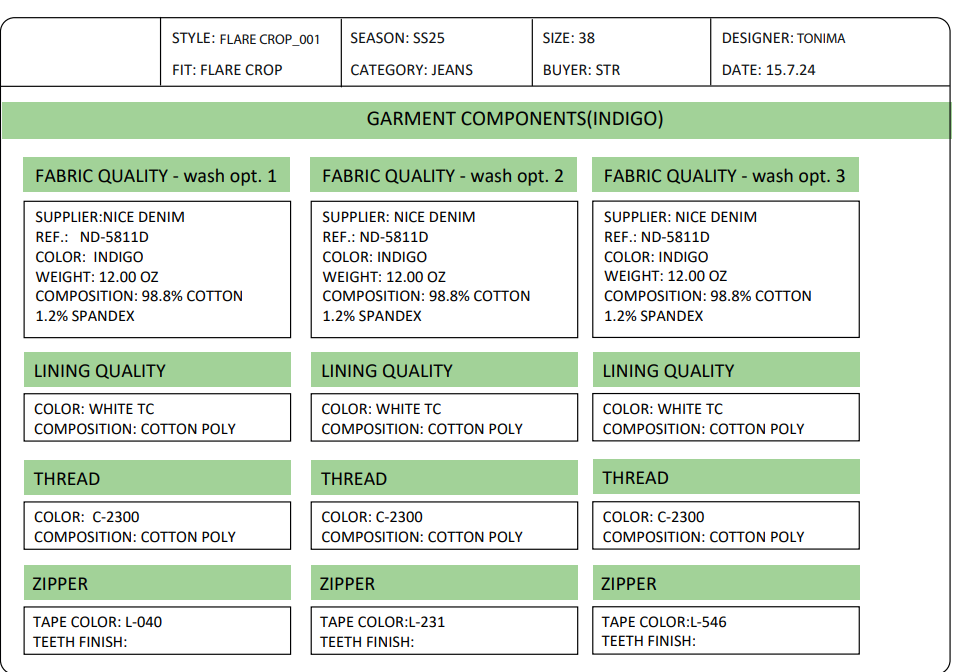 STYLE: FLARE CROP_001
FIT: FLARE CROP
SEASON: SS25
CATEGORY: JEANS
SIZE: 38
BUYER: STR
DESIGNER: TONIMA
DATE: 15.7.24
GARMENT COMPONENTS(INDIGO)
FABRIC QUALITY - wash opt. 1
SUPPLIER:NICE DENIM
REF.: ND-5811D
COLOR: INDIGO
WEIGHT: 12.00 OZ
COMPOSITION: 98.8% COTTON
1.2% SPANDEX
LINING QUALITY
COLOR: WHITE TC
COMPOSITION: COTTON POLY
THREAD
COLOR: C-2300
COMPOSITION: COTTON POLY
ZIPPER
TAPE COLOR: L-040
TEETH FINISH:
FABRIC QUALITY - wash opt. 2
SUPPLIER: NICE DENIM
REF.: ND-5811D
COLOR: INDIGO
WEIGHT: 12.00 OZ
COMPOSITION: 98.8% COTTON
1.2% SPANDEX
LINING QUALITY
COLOR: WHITE TC
COMPOSITION: COTTON POLY
THREAD
COLOR: C-2300
COMPOSITION: COTTON POLY
ZIPPER
TAPE COLOR:L-231
TEETH FINISH:
FABRIC QUALITY - wash opt. 3
SUPPLIER: NICE DENIM
REF.: ND-5811D
COLOR: INDIGO
WEIGHT: 12.00 OZ
COMPOSITION: 98.8% COTTON
1.2% SPANDEX
LINING QUALITY
COLOR: WHITE TC
COMPOSITION: COTTON POLY
THREAD
COLOR: C-2300
COMPOSITION: COTTON POLY
ZIPPER
TAPE COLOR:L-546
TEETH FINISH: